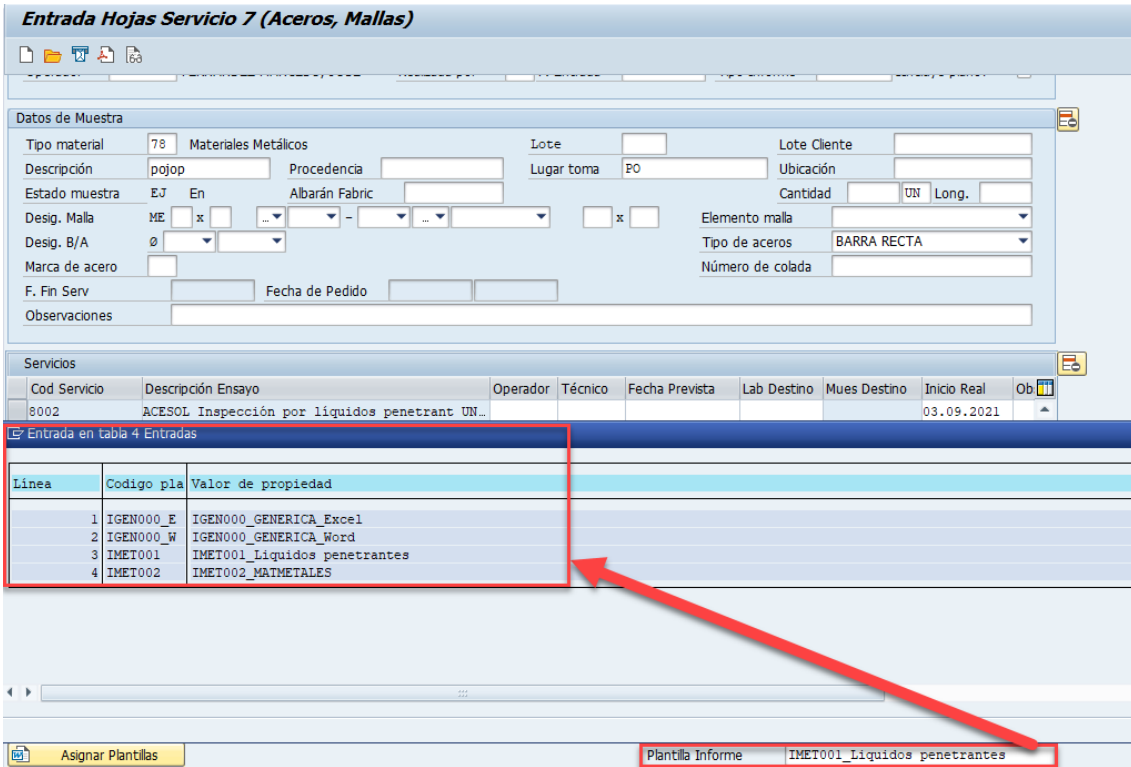 Entrada Hojas Servicio 7 (Aceros, Mallas)
Datos de Muestra
Tipo material 78 Materiales Metálicos Lote Lote Cliente
Descripción pojop Procedencia Lugar toma PO Ubicación
Estado muestra EJ En Albarán Fabric Cantidad UN Long.
Desig. Malla ME x ... - ... x Elemento malla
Desig. B/A Ø Tipo de aceros BARRA RECTA
Marca de acero Número de colada
F. Fin Serv Fecha de Pedido
Observaciones
Servicios
Cod Servicio Descripción Ensayo Operador Técnico Fecha Prevista Lab Destino Mues Destino Inicio Real Ob
8002 ACESOL Inspección por líquidos penetrant UN… 03.09.2021
Entrada en tabla 4 Entradas
Línea Codigo pla Valor de propiedad
1 IGEN000_E IGEN000_GENERICA_Excel
2 IGEN000_W IGEN000_GENERICA_Word
3 IMET001 IMET001_Liquidos penetrantes
4 IMET002 IMET002_MATMETALES
Asignar Plantillas Plantilla Informe IMET001_Liquidos penetrantes